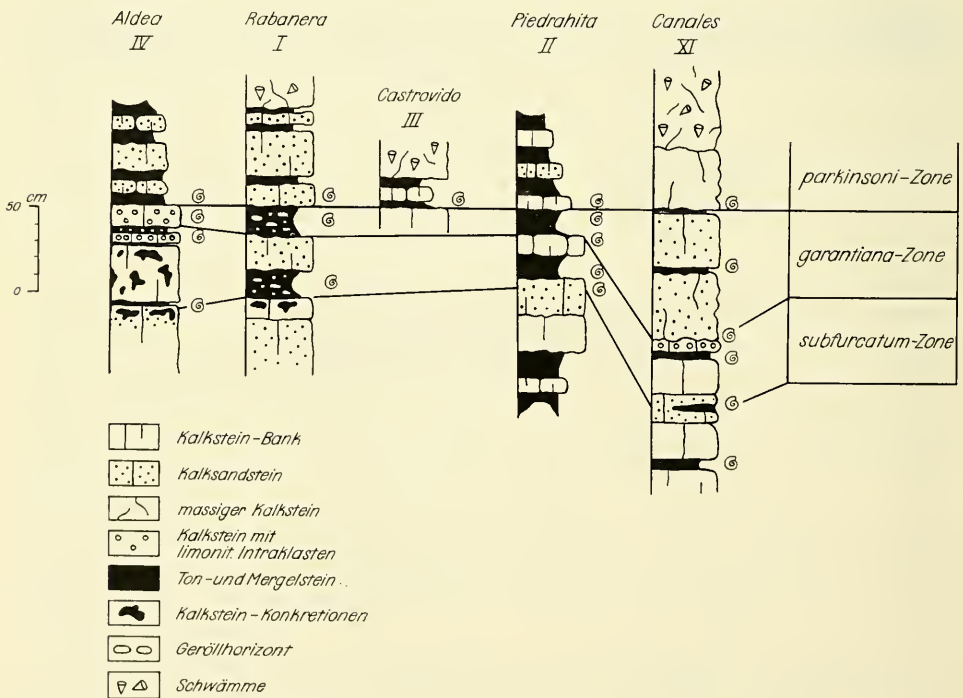 Aldea
IV
Rabanera
I
Castrovido
III
Piedrahita
II
Canales
XI
cm
50
0
parkinsoni-Zone
garantiana-Zone
subfurcatum-Zone
Kalkstein-Bank
Kalksandstein
massiger Kalkstein
Kalkstein mit
limonit. Intraklasten
Ton-und Mergelstein
Kalkstein-Konkretionen
Geröllhorizont
Schwämme